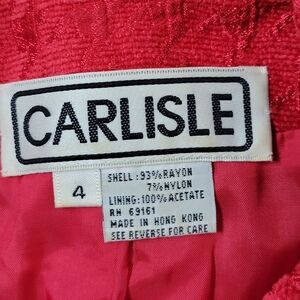 CARLISLE
4
SHELL: 93% RAYON
7% NYLON
LINING: 100% ACETATE
RN 69161
MADE IN HONG KONG
SEE REVERSE FOR CARE